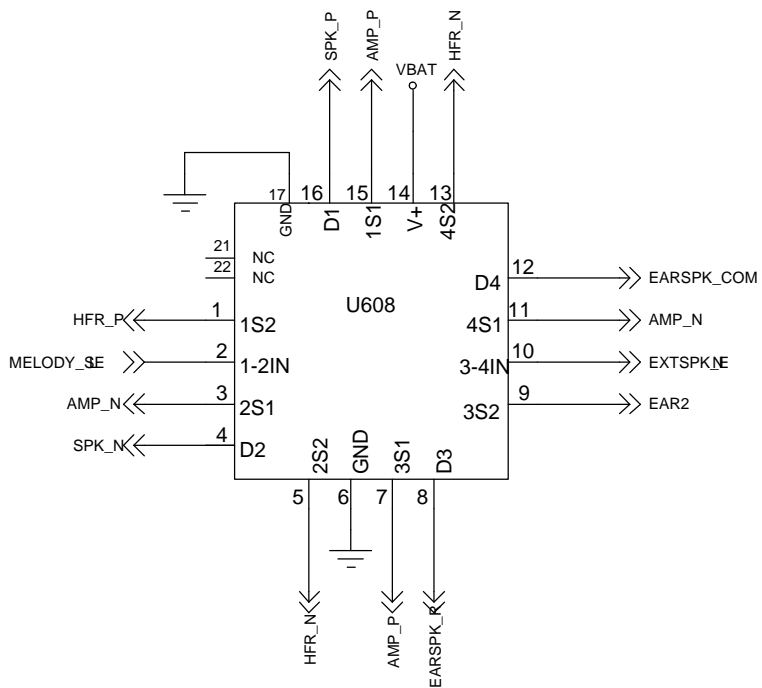 SPK_P
AMP_P
VBAT
HFR_N
17 16 15 14 13
GND D1 1S1 V+ 4S2
21 NC
22 NC
U608
D4 12 EARSPK_COM
HFR_P 1 1S2
4S1 11 AMP_N
2 1-2IN
3-4IN 10
AMP_N 3 2S1
3S2 9 EAR2
SPK_N 4 D2
2S2 GND 3S1 D3
5 6 7 8
HFR_N
AMP_P